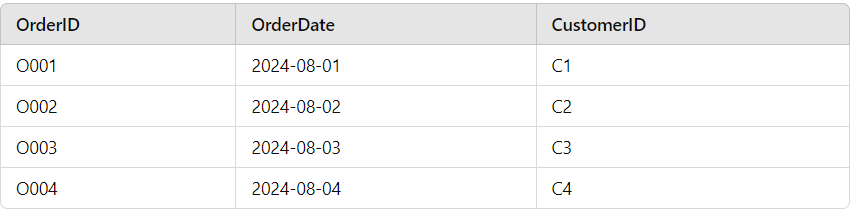 OrderID OrderDate CustomerID
O001 2024-08-01 C1
O002 2024-08-02 C2
O003 2024-08-03 C3
O004 2024-08-04 C4